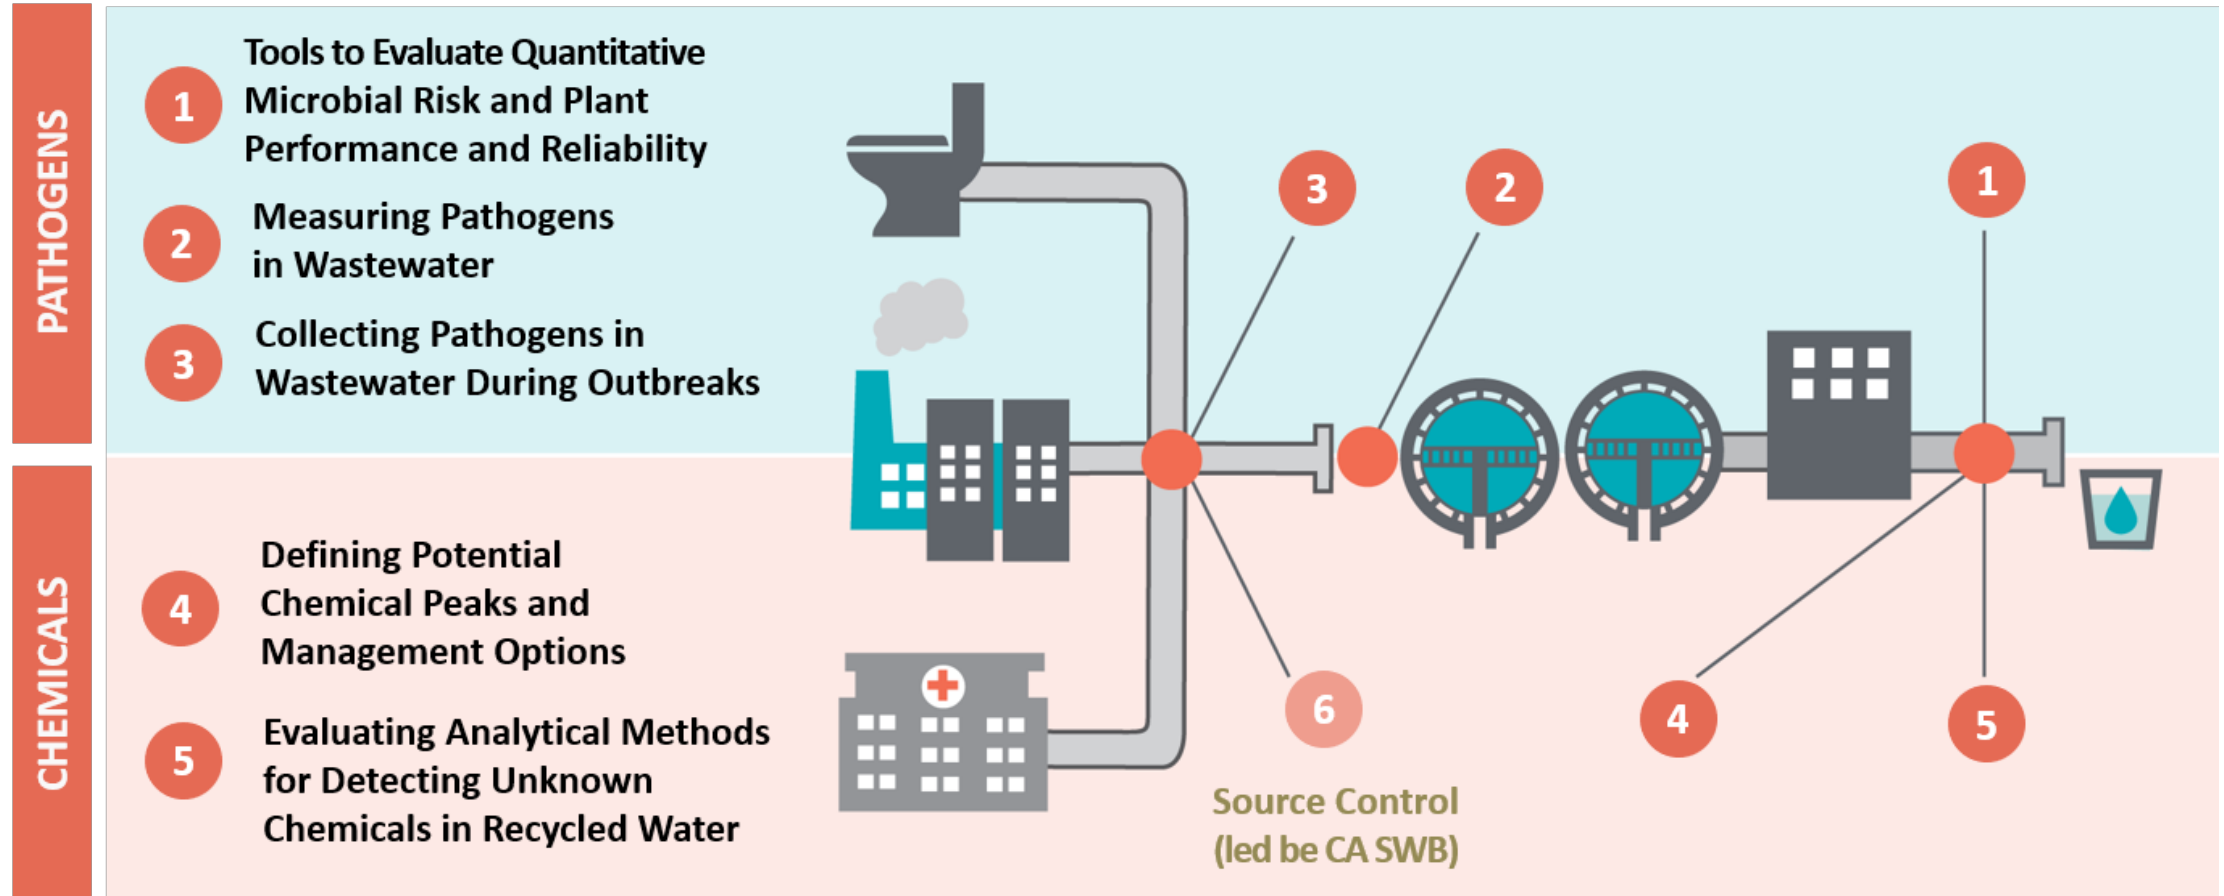 PATHOGENS
1
Tools to Evaluate Quantitative
Microbial Risk and Plant
Performance and Reliability
2
Measuring Pathogens
in Wastewater
3
Collecting Pathogens in
Wastewater During Outbreaks
3
2
1
CHEMICALS
4
Defining Potential
Chemical Peaks and
Management Options
5
Evaluating Analytical Methods
for Detecting Unknown
Chemicals in Recycled Water
6
4
5
Source Control
(led be CA SWB)